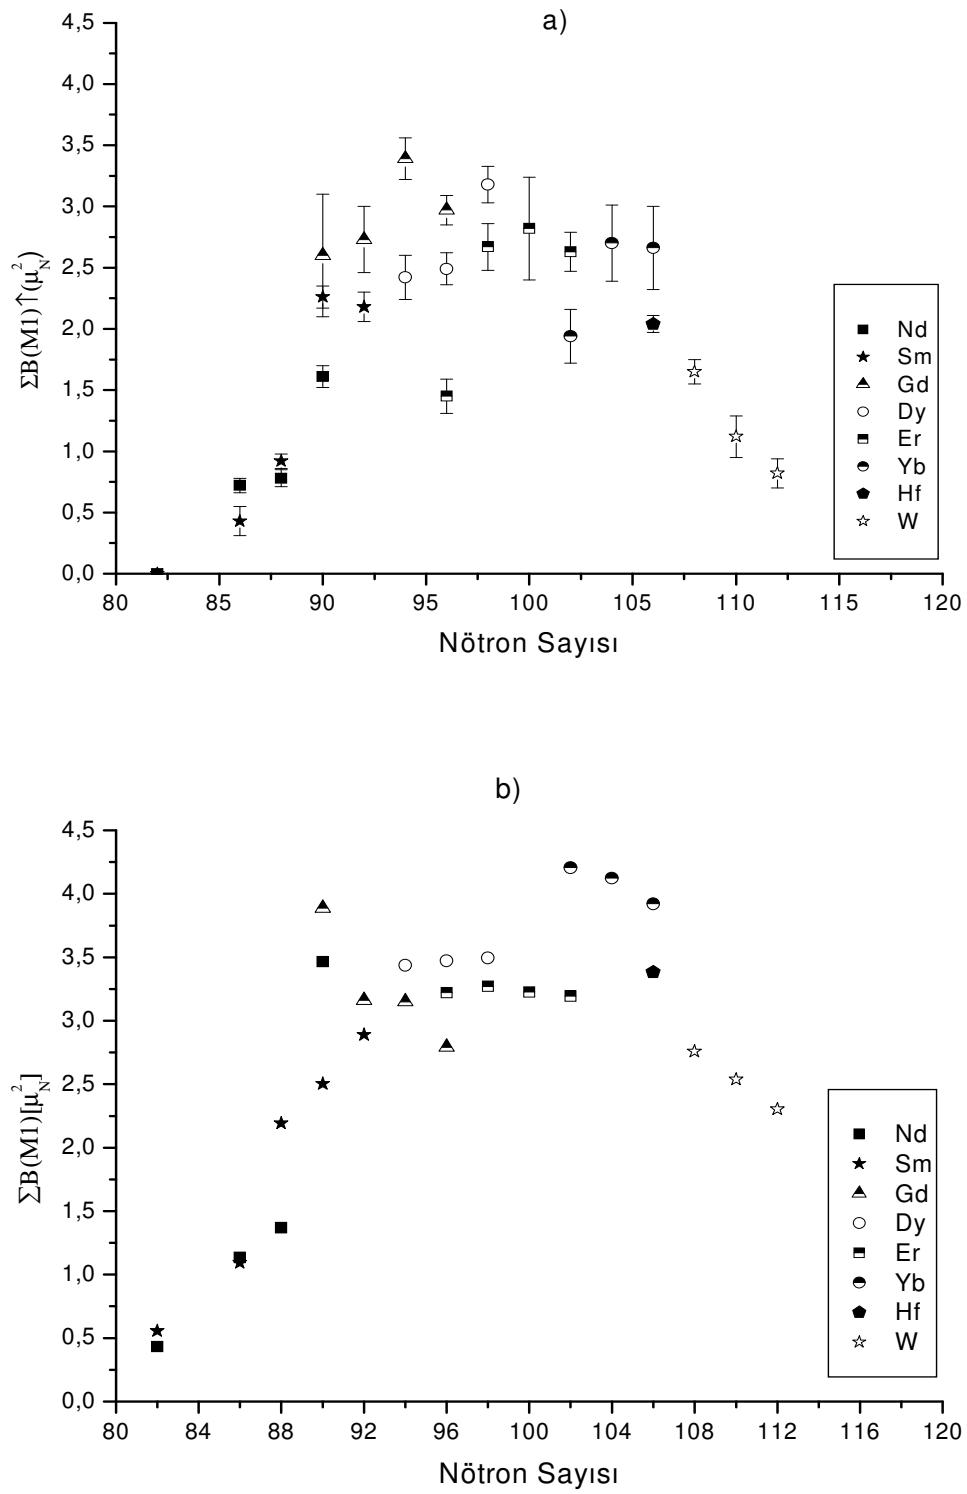 a)
4,5
4,0
3,5
3,0
2,5
2,0
1,5
1,0
0,5
0,0
ΣB(M1)↑(μ²_N)
80 85 90 95 100 105 110 115 120
Nötron Sayısı
Nd
Sm
Gd
Dy
Er
Yb
Hf
W
b)
4,5
4,0
3,5
3,0
2,5
2,0
1,5
1,0
0,5
0,0
ΣB(M1)[μ²_N]
80 84 88 92 96 100 104 108 112 116 120
Nötron Sayısı
Nd
Sm
Gd
Dy
Er
Yb
Hf
W